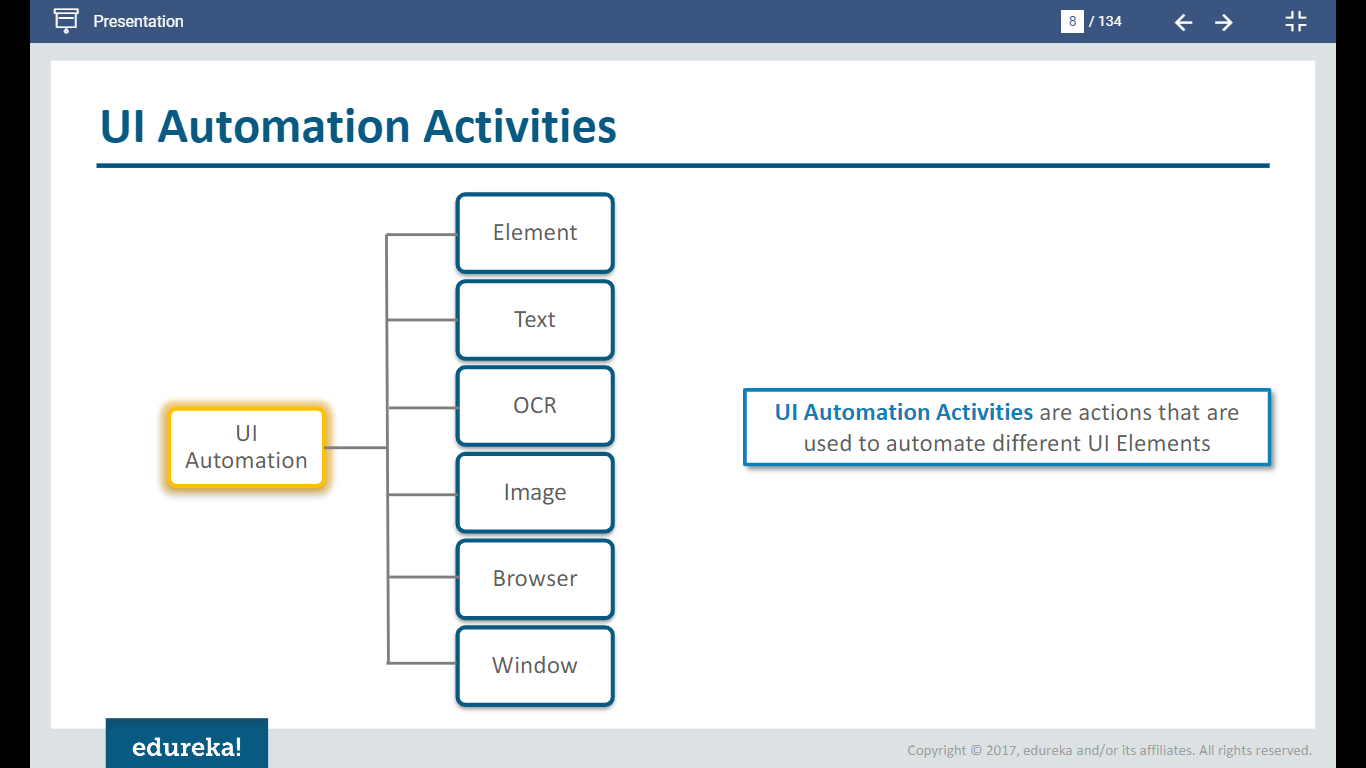 Presentation
8 / 134
UI Automation Activities
Element
Text
OCR
Image
Browser
Window
UI
Automation
UI Automation Activities are actions that are
used to automate different UI Elements
edureka!
Copyright © 2017, edureka and/or its affiliates. All rights reserved.